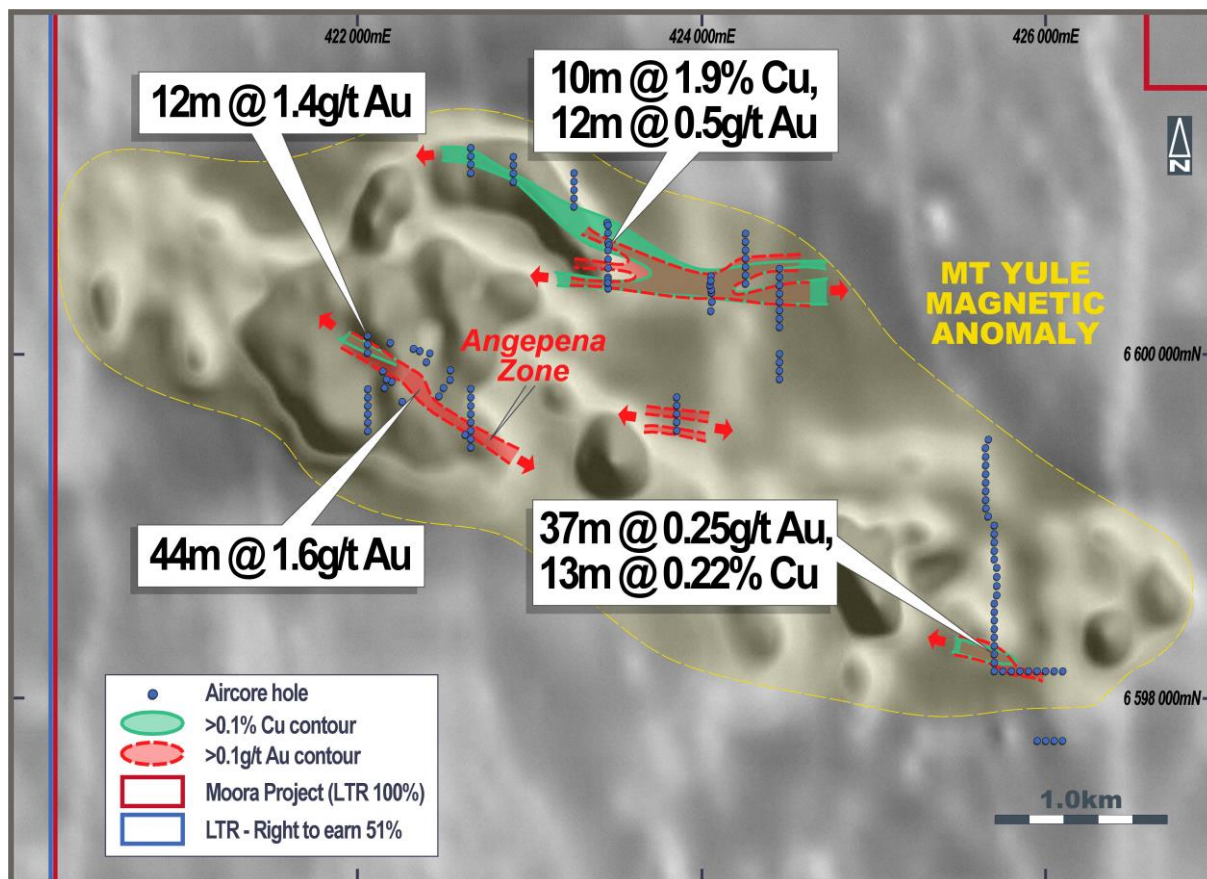 422 000mE
424 000mE
426 000mE
12m @ 1.4g/t Au
10m @ 1.9% Cu,
12m @ 0.5g/t Au
N
MT YULE
MAGNETIC
ANOMALY
Angepena
Zone
6 600 000mN
44m @ 1.6g/t Au
37m @ 0.25g/t Au,
13m @ 0.22% Cu
6 598 000mN
Aircore hole
>0.1% Cu contour
>0.1g/t Au contour
Moora Project (LTR 100%)
LTR - Right to earn 51%
1.0km